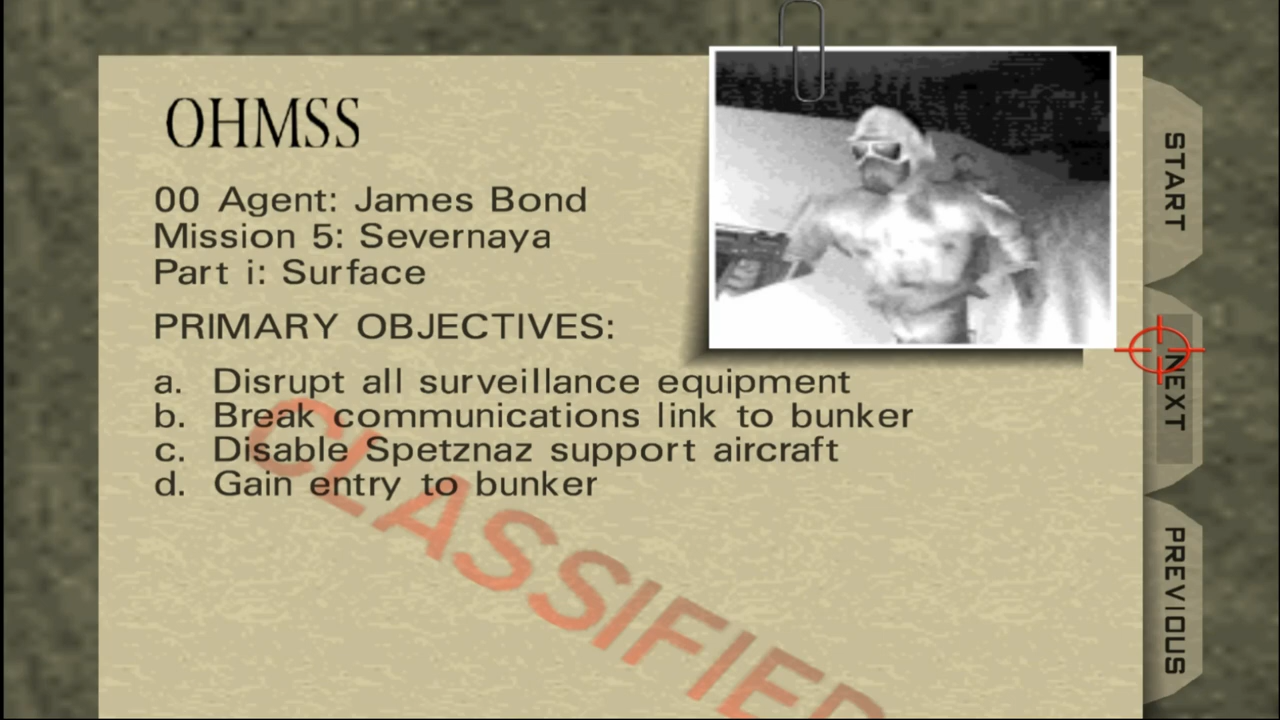 OHMSS
00 Agent: James Bond
Mission 5: Severnaya
Part i: Surface
PRIMARY OBJECTIVES:
a. Disrupt all surveillance equipment
b. Break communications link to bunker
c. Disable Spetznaz support aircraft
d. Gain entry to bunker
CLASSIFIED
START
NEXT
PREVIOUS